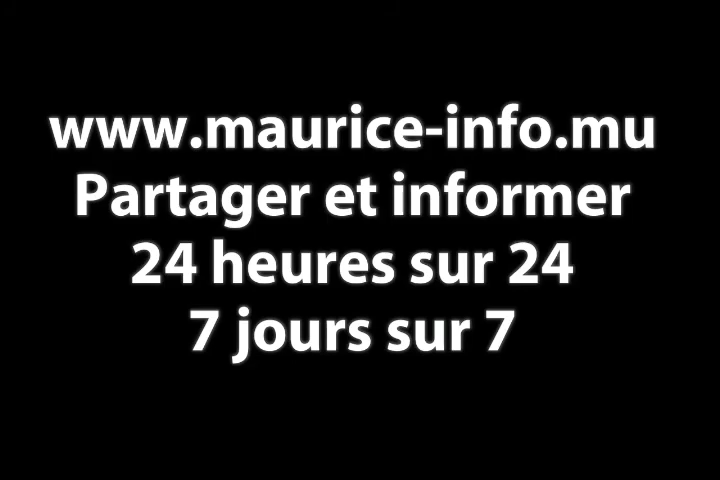 www.maurice-info.mu
Partager et informer
24 heures sur 24
7 jours sur 7